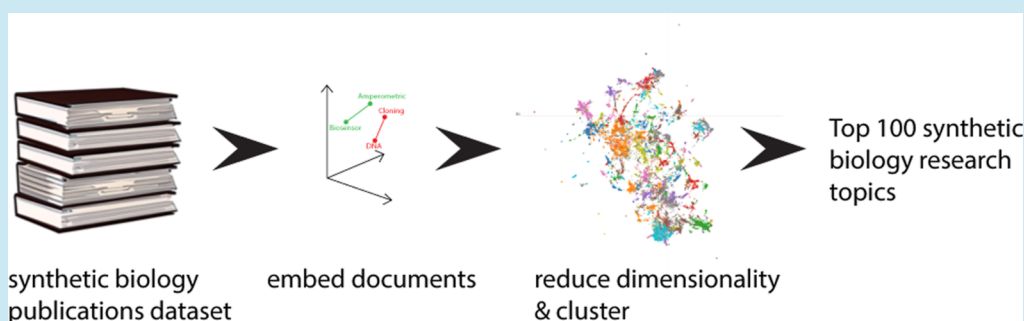 Amperometric
Cloning
Biosensor
DNA
Top 100 synthetic
biology research
topics
synthetic biology
publications dataset
embed documents
reduce dimensionality
& cluster